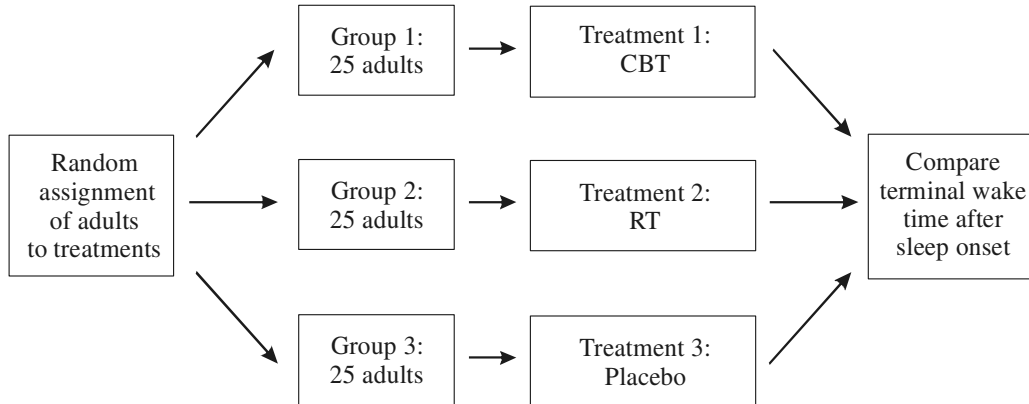 Group 1:
25 adults
Treatment 1:
CBT
Random
assignment
of adults
to treatments
Group 2:
25 adults
Treatment 2:
RT
Compare
terminal wake
time after
sleep onset
Group 3:
25 adults
Treatment 3:
Placebo